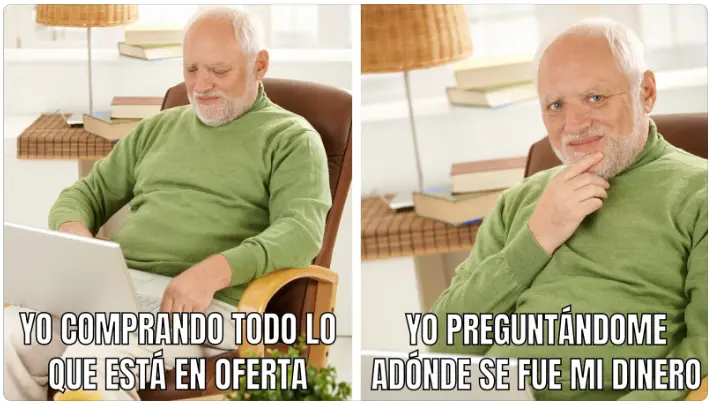 YO COMPRANDO TODO LO
QUE ESTÁ EN OFERTA
YO PREGUNTÁNDOME
ADÓNDE SE FUE MI DINERO